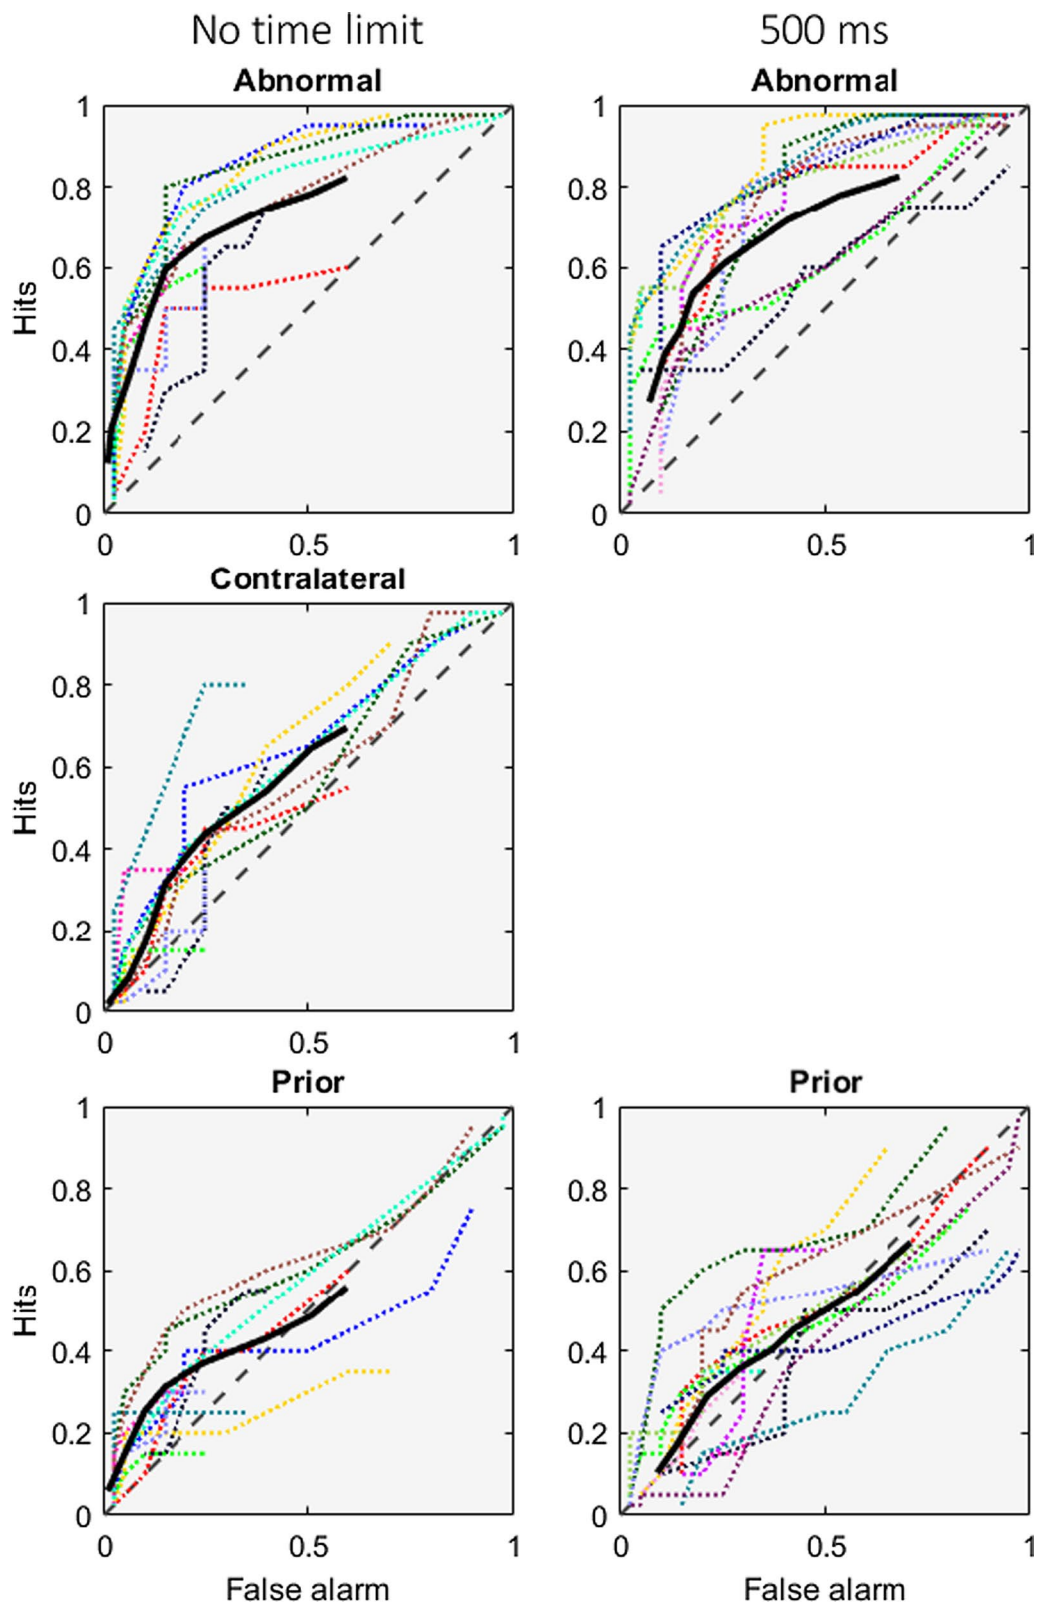 No time limit 500 ms
Abnormal Abnormal
1 1
0.8 0.8
0.6 0.6
Hits
0.4 0.4
0.2 0.2
0 0
0 0.5 1 0 0.5 1
Contralateral
1
0.8
0.6
Hits
0.4
0.2
0
0 0.5 1
Prior Prior
1 1
0.8 0.8
0.6 0.6
Hits
0.4 0.4
0.2 0.2
0 0
0 0.5 1 0 0.5 1
False alarm False alarm